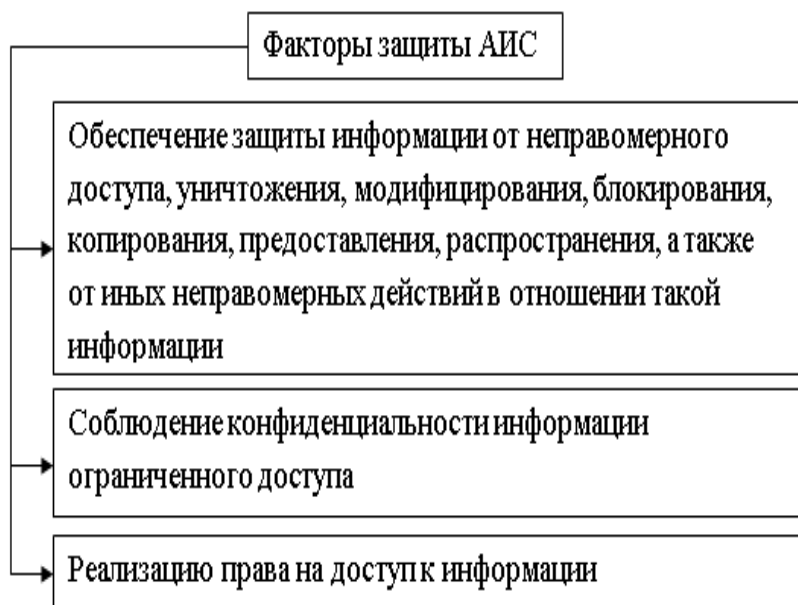 Факторы защиты АИС
Обеспечение защиты информации от неправомерного
доступа, уничтожения, модифицирования, блокирования,
копирования, предоставления, распространения, а также
от иных неправомерных действий в отношении такой
информации
Соблюдение конфиденциальности информации
ограниченного доступа
Реализацию права на доступ к информации